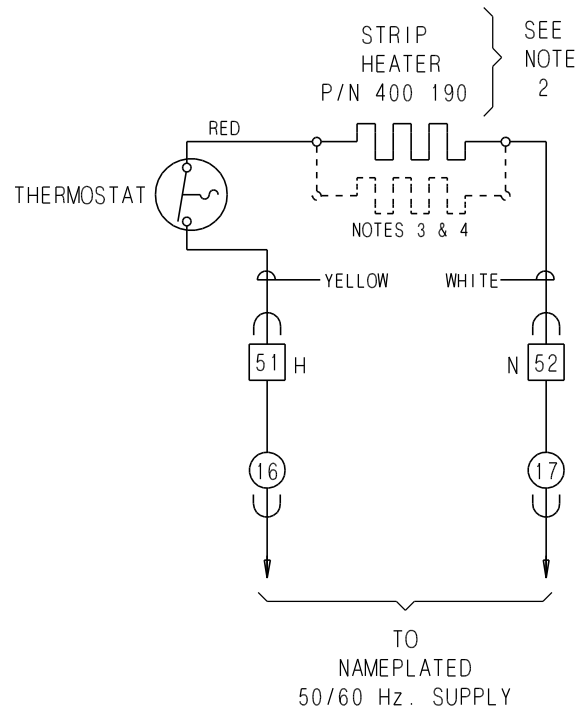 STRIP
HEATER
P/N 400 190
SEE
NOTE
2
RED
THERMOSTAT
NOTES 3 & 4
YELLOW
WHITE
51 H
N 52
16
17
TO
NAMEPLATED
50/60 Hz. SUPPLY